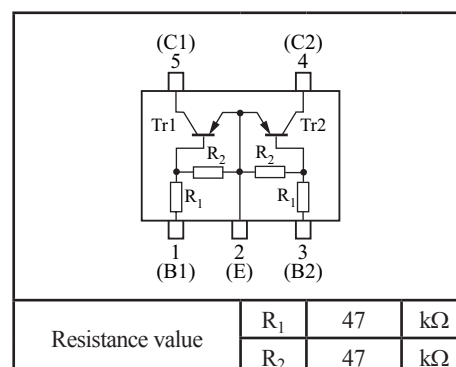 (C1) (C2)
5 4
Tr1 Tr2
R₂ R₂
R₁ R₁
1 2 3
(B1) (E) (B2)
Resistance value R₁ 47 kΩ
R₂ 47 kΩ